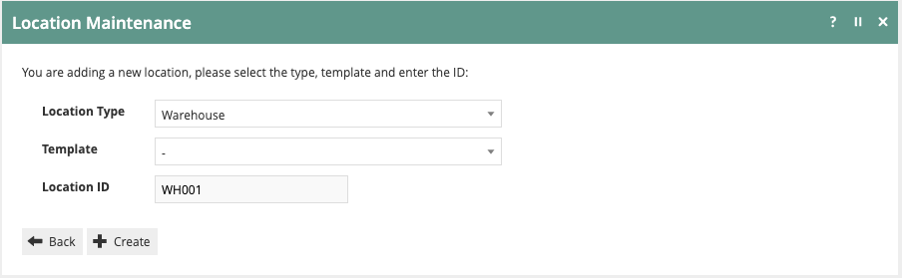 Location Maintenance ?
You are adding a new location, please select the type, template and enter the ID:
Location Type Warehouse
Template -
Location ID WH001
Back Create